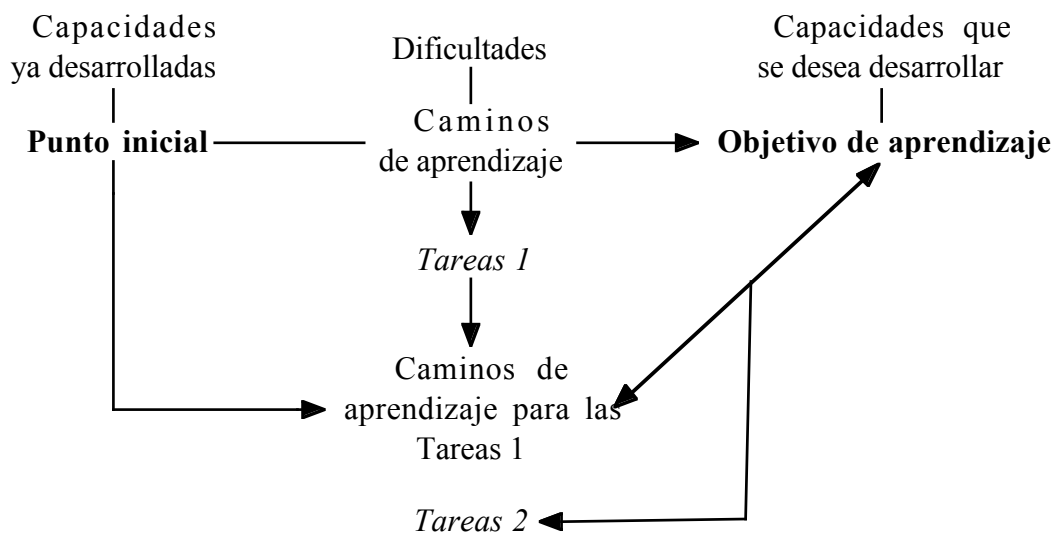 Capacidades
ya desarrolladas
Dificultades
Capacidades que
se desea desarrollar
Punto inicial
Caminos
de aprendizaje
Objetivo de aprendizaje
Tareas 1
Caminos de
aprendizaje para las
Tareas 1
Tareas 2